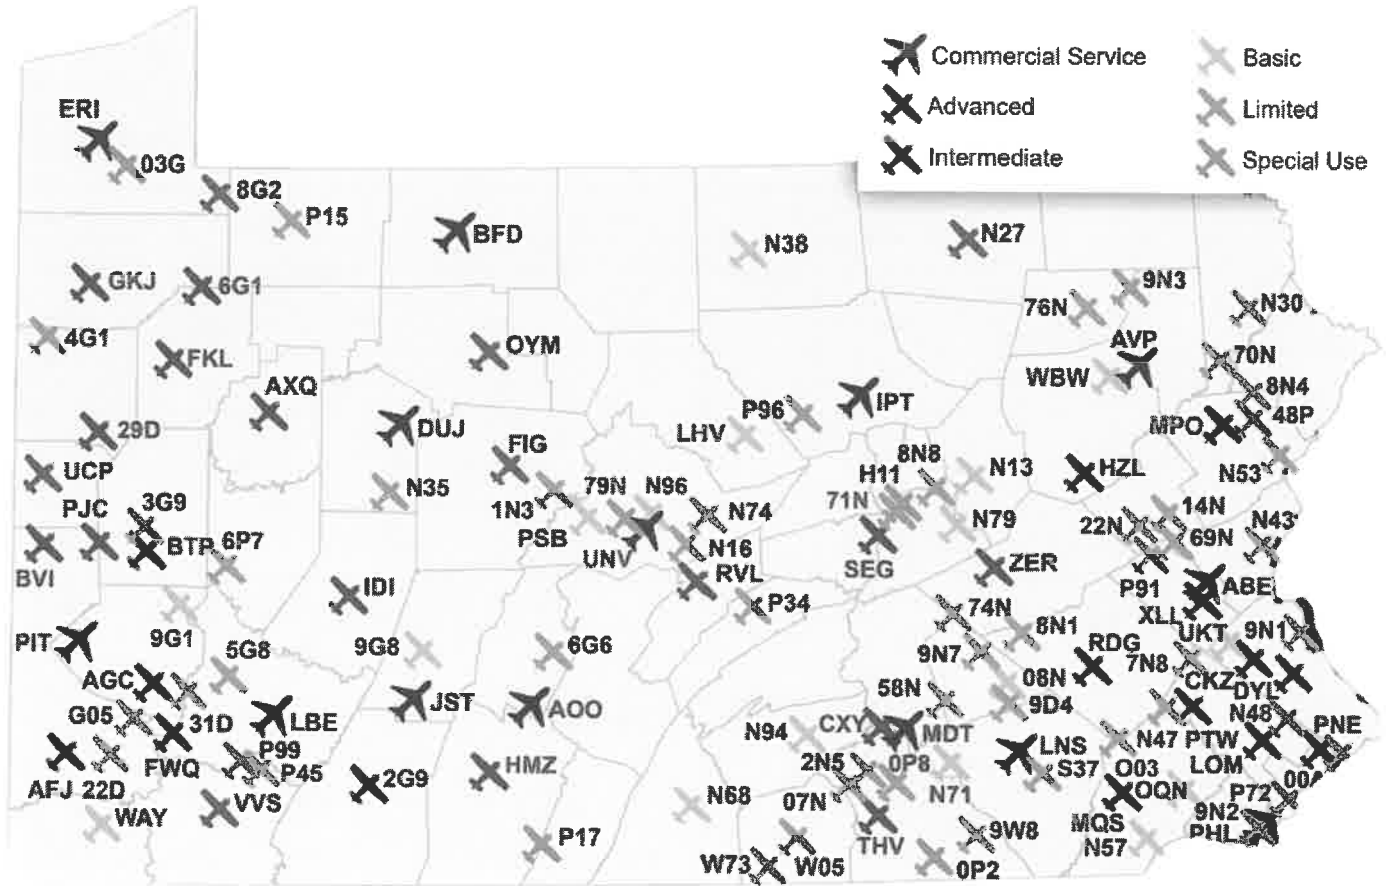 Commercial Service
Basic
Advanced
Limited
Intermediate
Special Use
ERI
03G
8G2
P15
BFD
N38
N27
GKJ
6G1
9N3
76N
N30
4G1
FKL
OYM
AVP
70N
AXQ
WBW
8N4
IPT
P96
48P
MPO
29D
DUJ
LHV
FIG
8N8
UCP
N13
HZL
N53
H11
N35
79N
N96
PJC
3G9
1N3
71N
14N
N74
N79
22N
N43
PSB
BTP
6P7
UNV
N16
69N
BVI
SEG
ZER
RVL
P91
ABE
IDI
P34
74N
XLL
8N1
UKT
9N1
PIT
9G1
5G8
9G8
6G6
RDG
9N7
7N8
08N
AGC
CKZ
DYL
58N
JST
AOO
9D4
N48
G05
31D
LBE
CXY
MDT
PNE
N94
N47
PTW
LNS
P99
FWQ
2N5
0P8
HMZ
LOM
O03
S37
P45
AFJ
22D
2G9
00A
VVS
07N
N71
OQN
P72
N68
WAY
9N2
MQS
9W8
PHL
P17
THV
N57
W73
W05
0P2